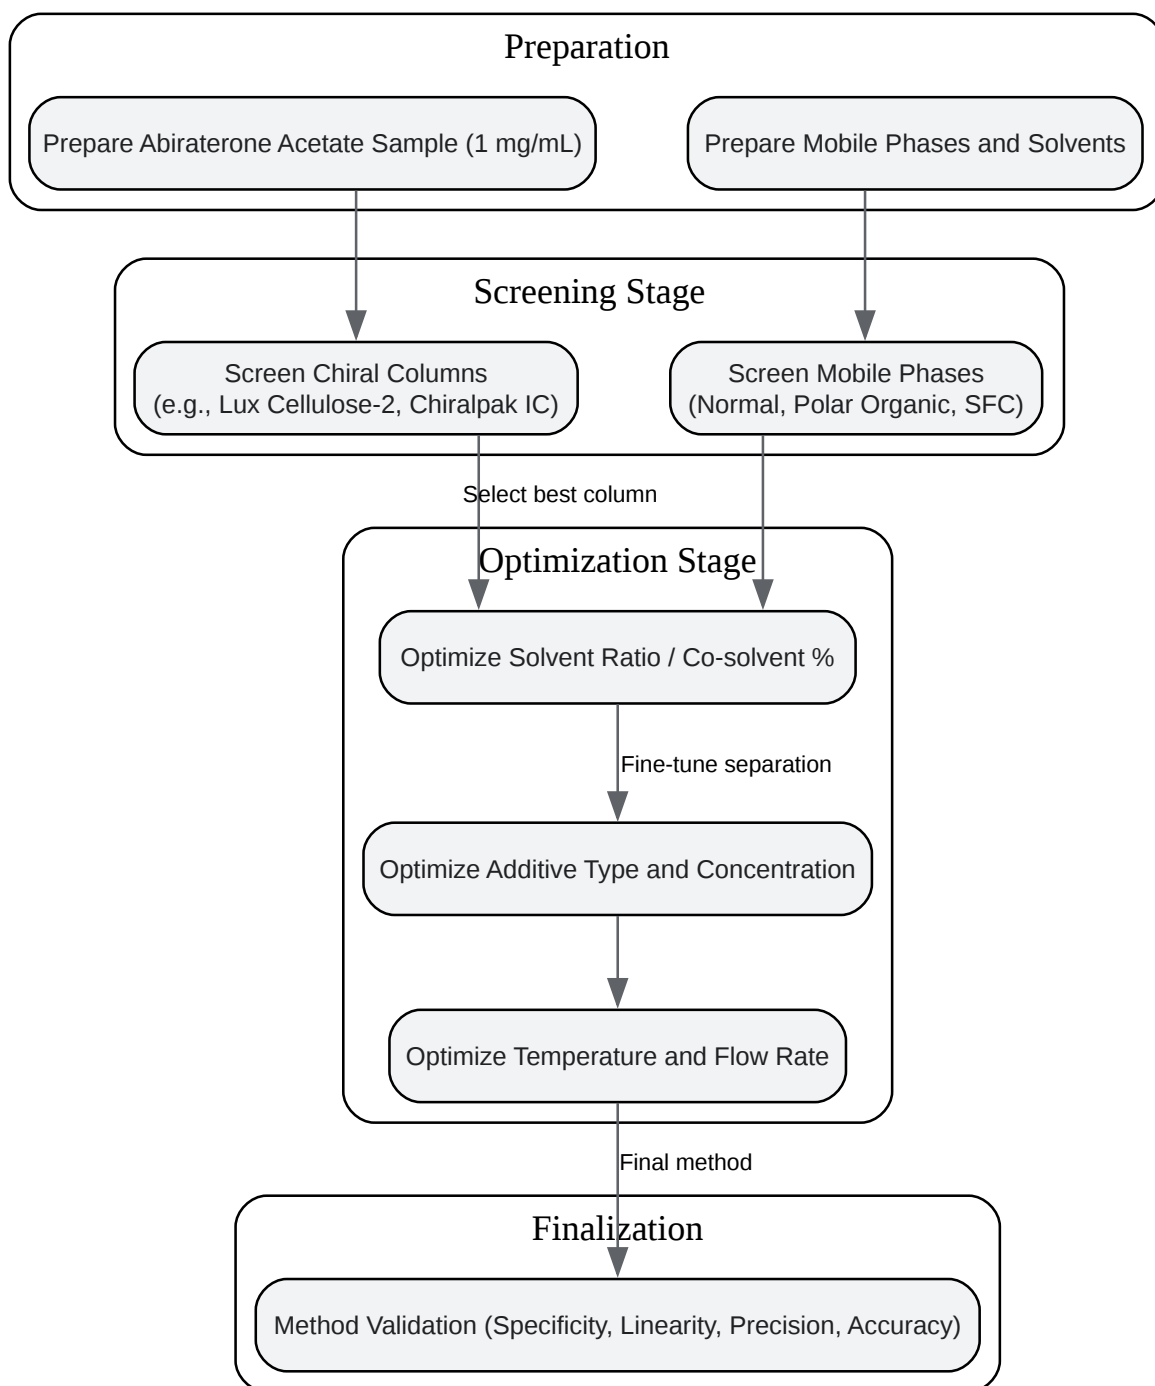 Preparation
Prepare Abiraterone Acetate Sample (1 mg/mL)
Prepare Mobile Phases and Solvents
Screening Stage
Screen Chiral Columns
(e.g., Lux Cellulose-2, Chiralpak IC)
Screen Mobile Phases
(Normal, Polar Organic, SFC)
Select best column
Optimization Stage
Optimize Solvent Ratio / Co-solvent %
Fine-tune separation
Optimize Additive Type and Concentration
Optimize Temperature and Flow Rate
Final method
Finalization
Method Validation (Specificity, Linearity, Precision, Accuracy)